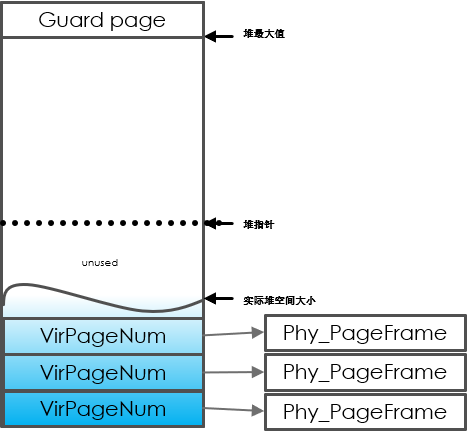 Guard page
堆最大值
堆指针
unused
实际堆空间大小
VirPageNum
Phy_PageFrame
VirPageNum
Phy_PageFrame
VirPageNum
Phy_PageFrame